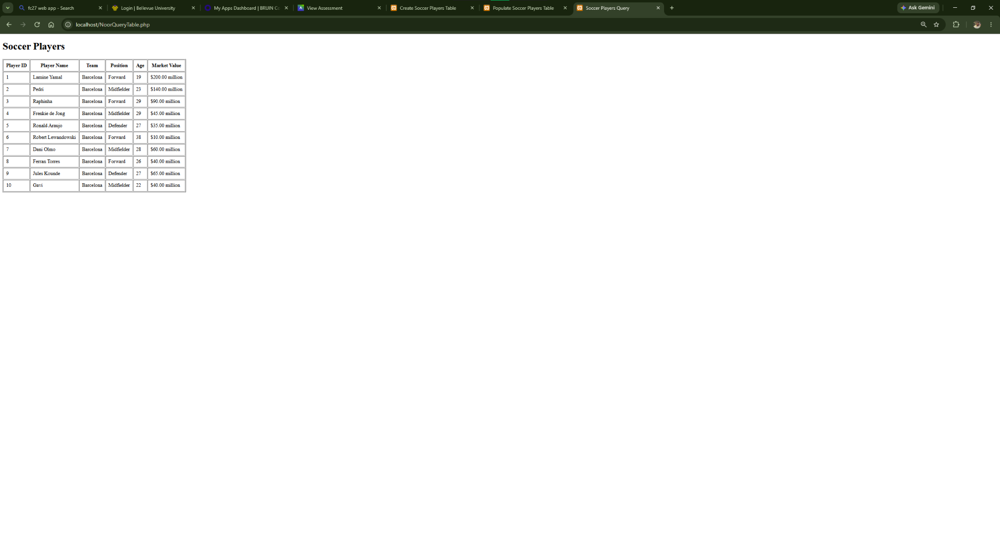 fc27 web app - Search
Login | Bellevue University
My Apps Dashboard | BRUIN Co
View Assessment
Create Soccer Players Table
Populate Soccer Players Table
Soccer Players Query
Ask Gemini
localhost/NoorQueryTable.php
Soccer Players
Player ID Player Name Team Position Age Market Value
1 Lamine Yamal Barcelona Forward 19 $200.00 million
2 Pedri Barcelona Midfielder 23 $140.00 million
3 Raphinha Barcelona Forward 29 $90.00 million
4 Frenkie de Jong Barcelona Midfielder 29 $45.00 million
5 Ronald Araujo Barcelona Defender 27 $35.00 million
6 Robert Lewandowski Barcelona Forward 38 $10.00 million
7 Dani Olmo Barcelona Midfielder 28 $60.00 million
8 Ferran Torres Barcelona Forward 26 $40.00 million
9 Jules Kounde Barcelona Defender 27 $65.00 million
10 Gavi Barcelona Midfielder 22 $40.00 million